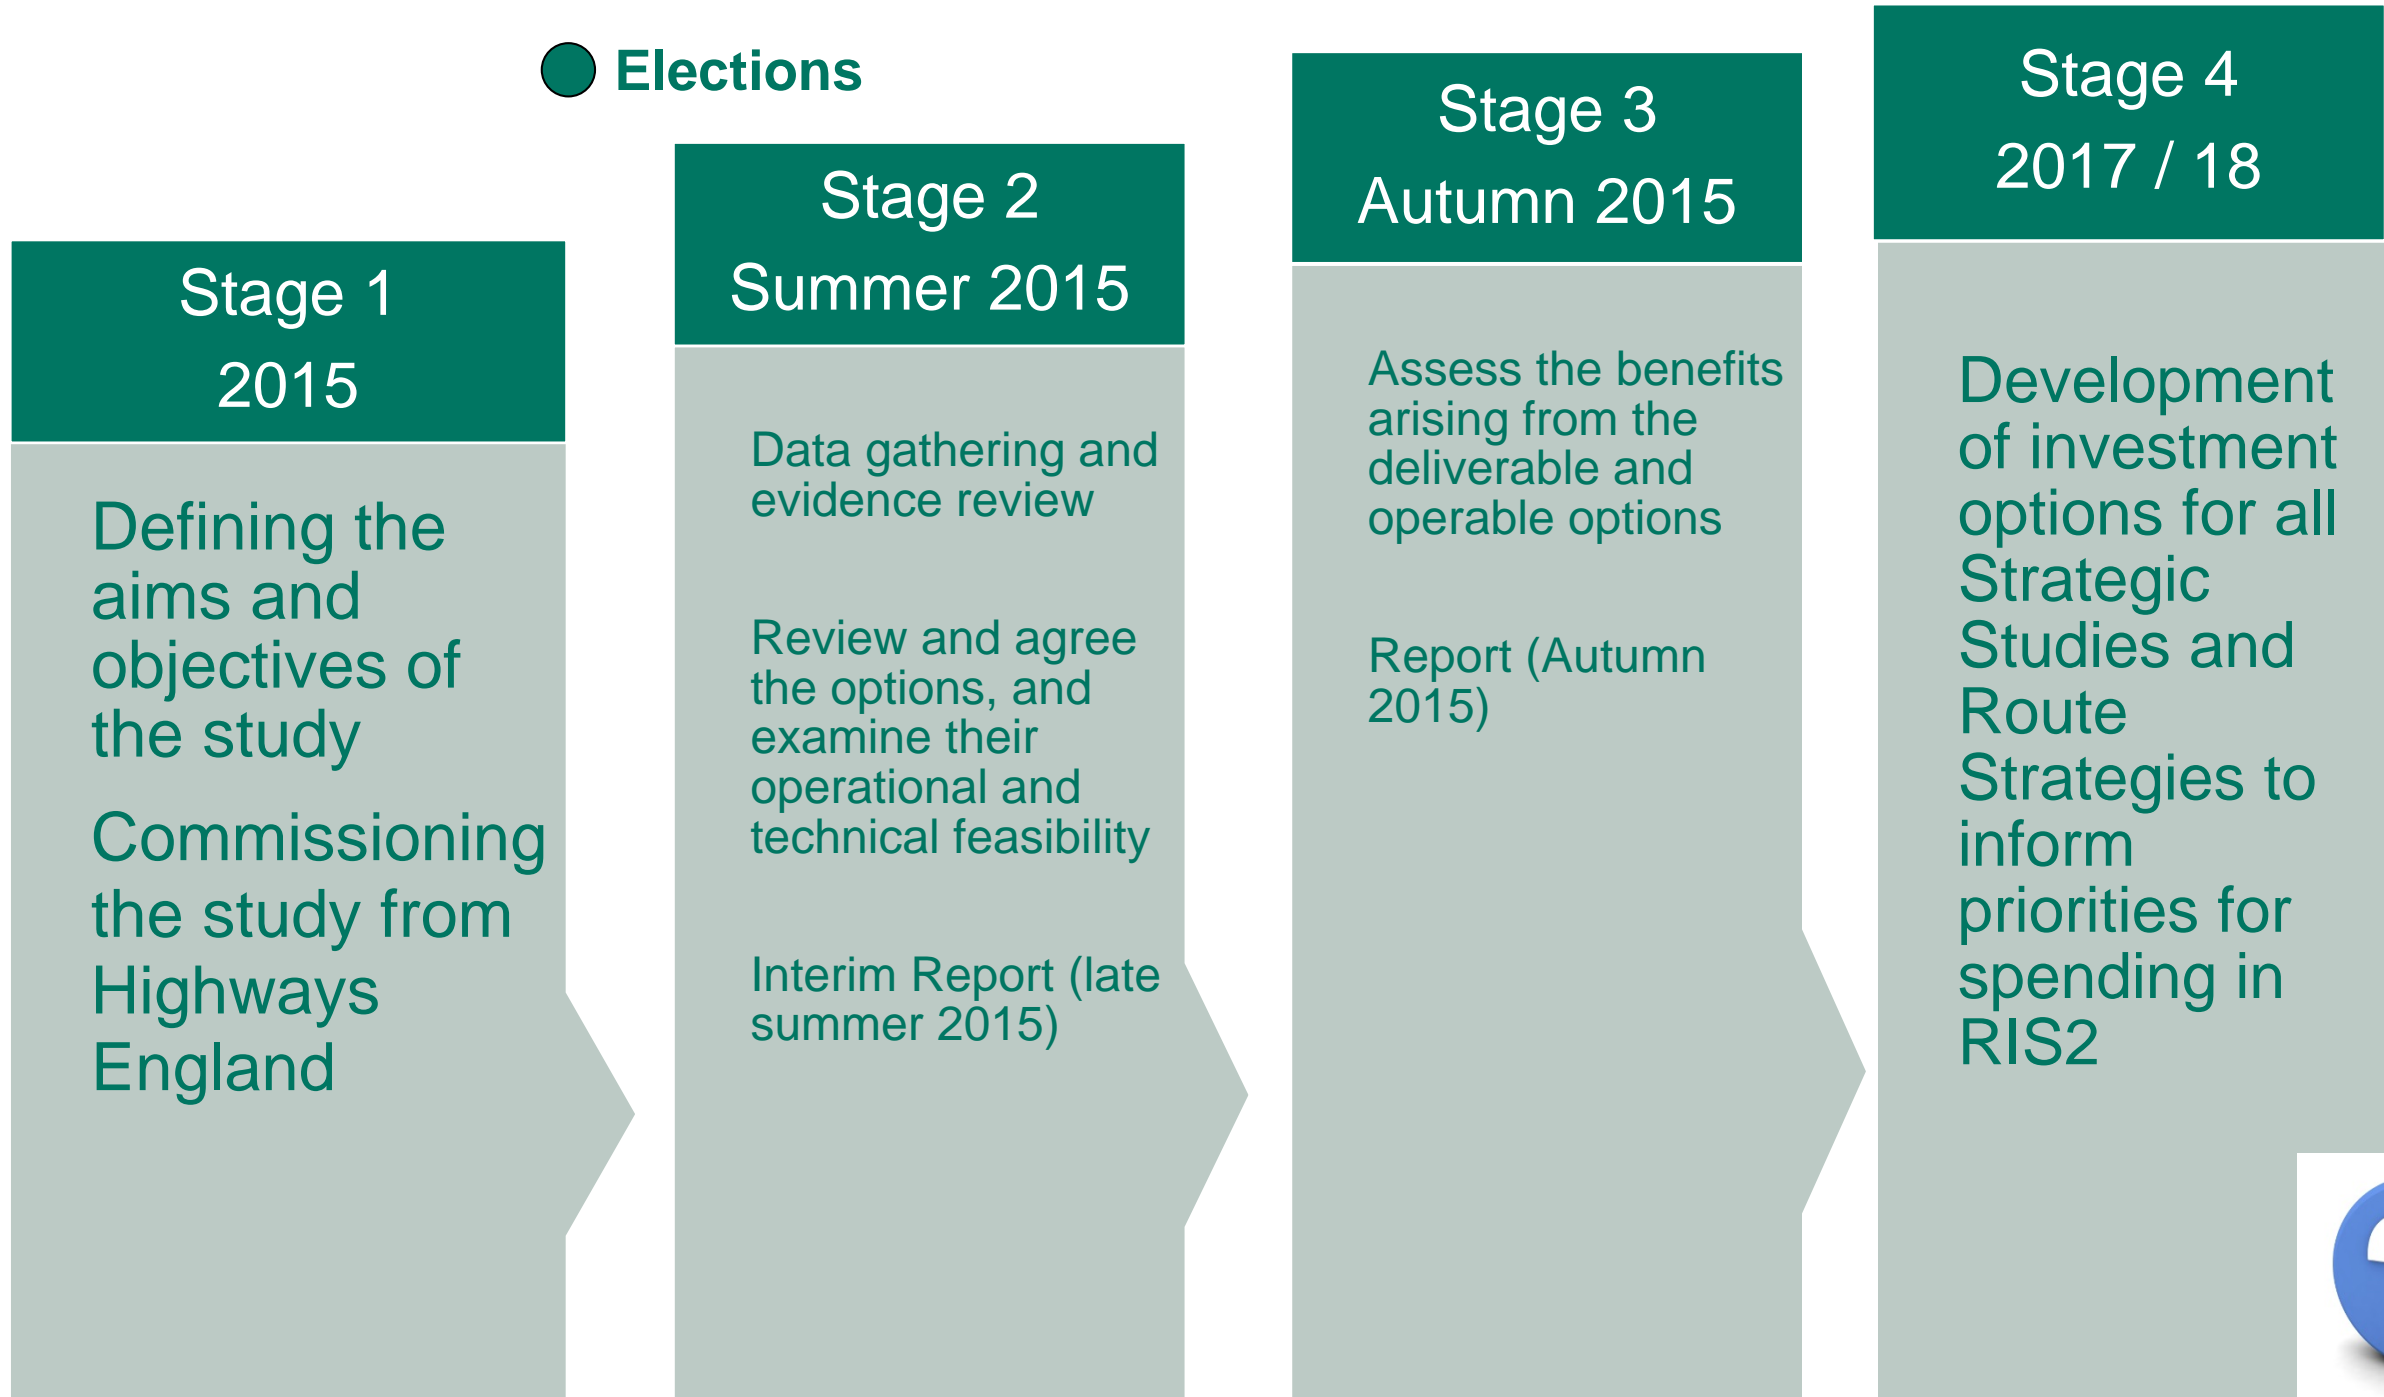 Elections
Stage 1
2015
Defining the
aims and
objectives of
the study
Commissioning
the study from
Highways
England
Stage 2
Summer 2015
Data gathering and
evidence review
Review and agree
the options, and
examine their
operational and
technical feasibility
Interim Report (late
summer 2015)
Stage 3
Autumn 2015
Assess the benefits
arising from the
deliverable and
operable options
Report (Autumn
2015)
Stage 4
2017 / 18
Development
of investment
options for all
Strategic
Studies and
Route
Strategies to
inform
priorities for
spending in
RIS2